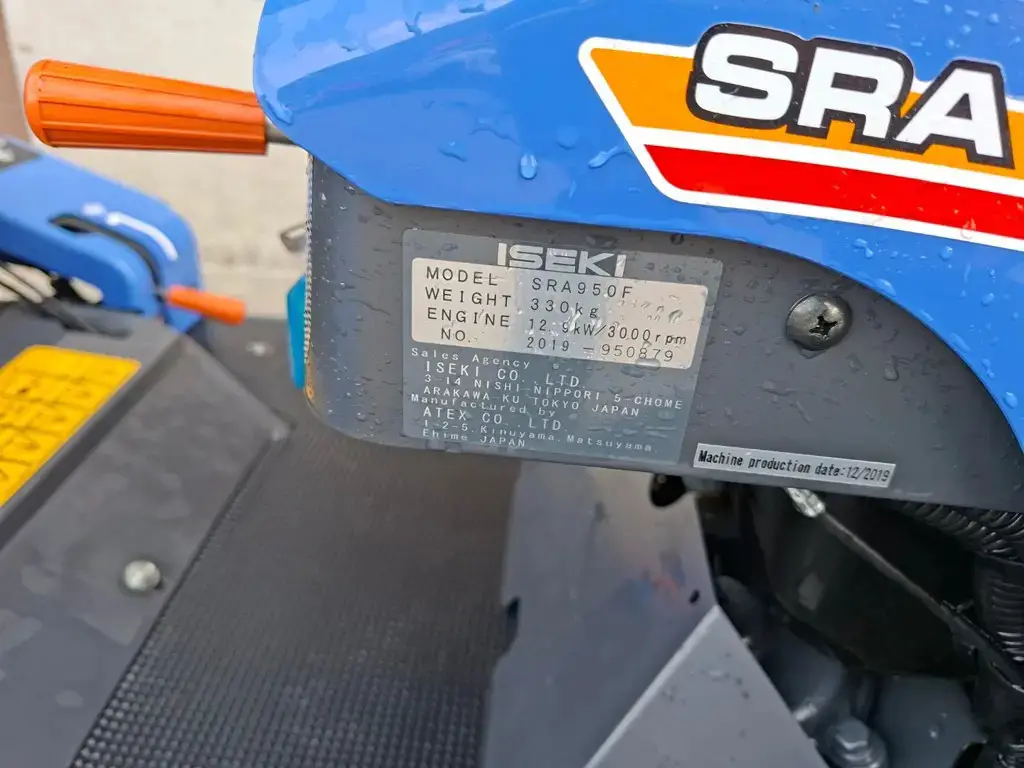 SRA
ISEKI
MODEL SRA950F
WEIGHT 330kg
ENGINE 12.9kW/3000rpm
NO. 2019 -950879
Sales Agency
ISEKI CO.,LTD
3-14 NISHI-NIPPORI 5-CHOME
ARAKAWA-KU TOKYO JAPAN
Manufactured by
ATEX CO.,LTD
1-2-5,Kinuyama,Matsuyama,
Ehime JAPAN
Machine production date:12/2019